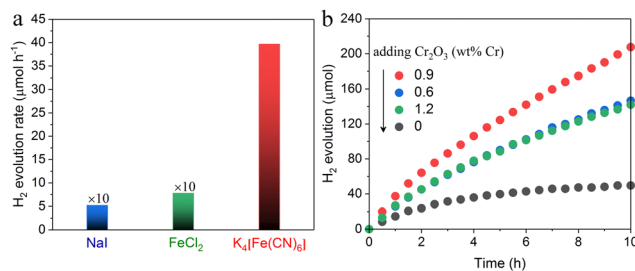 a
H2 evolution rate (μmol h-1)
45
40
35
30
25
20
15
10
5
0
×10
×10
NaI
FeCl2
K4[Fe(CN)6]
b
H2 evolution (μmol)
240
200
160
120
80
40
0
adding Cr2O3 (wt% Cr)
0.9
0.6
1.2
0
0 2 4 6 8 10
Time (h)